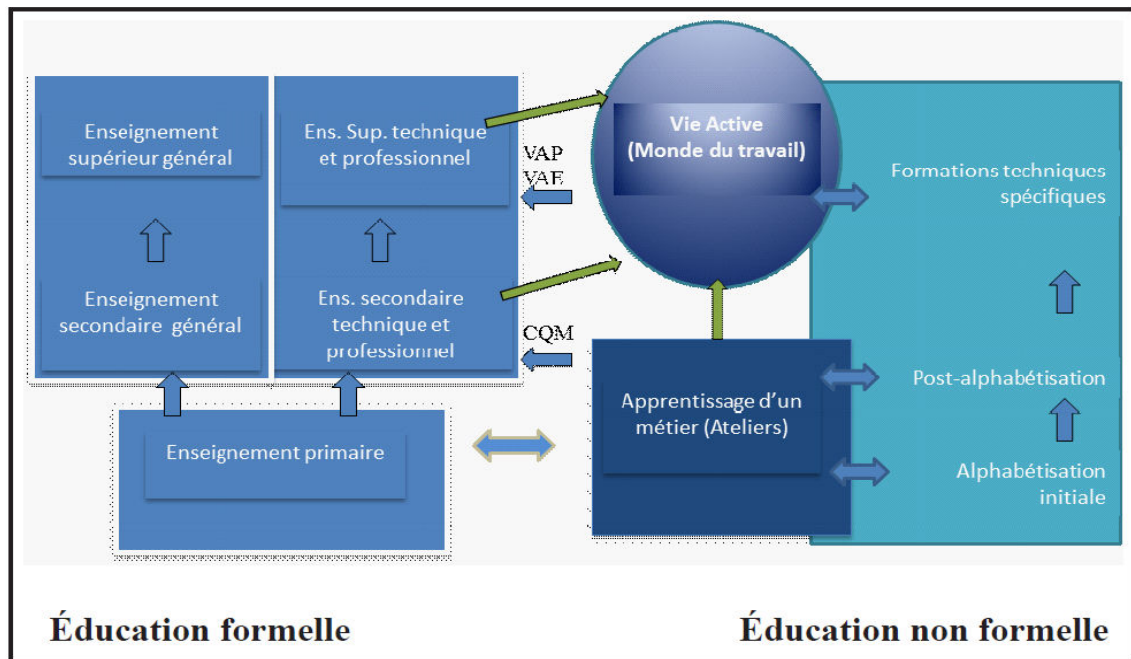 Enseignement
supérieur général
Ens. Sup. technique
et professionnel
VAP
VAE
Vie Active
(Monde du travail)
Formations techniques
spécifiques
Enseignement
secondaire général
Ens. secondaire
technique et
professionnel
CQM
Apprentissage d'un
métier (Ateliers)
Post-alphabétisation
Enseignement primaire
Alphabétisation
initiale
Éducation formelle
Éducation non formelle